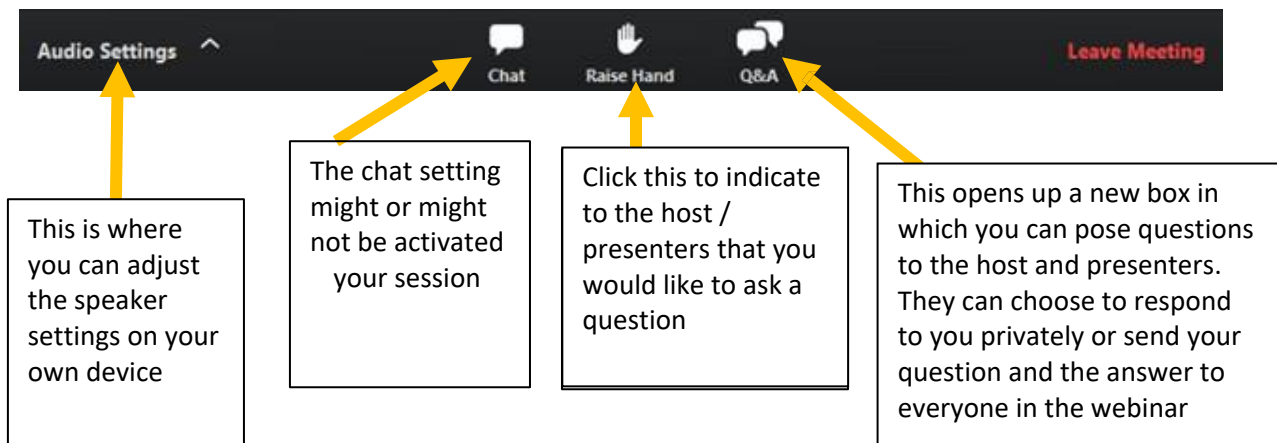 Audio Settings
Chat
Raise Hand
Q&A
Leave Meeting
This is where
you can adjust
the speaker
settings on your
own device
The chat setting
might or might
not be activated
your session
Click this to indicate
to the host /
presenters that you
would like to ask a
question
This opens up a new box in
which you can pose questions
to the host and presenters.
They can choose to respond
to you privately or send your
question and the answer to
everyone in the webinar